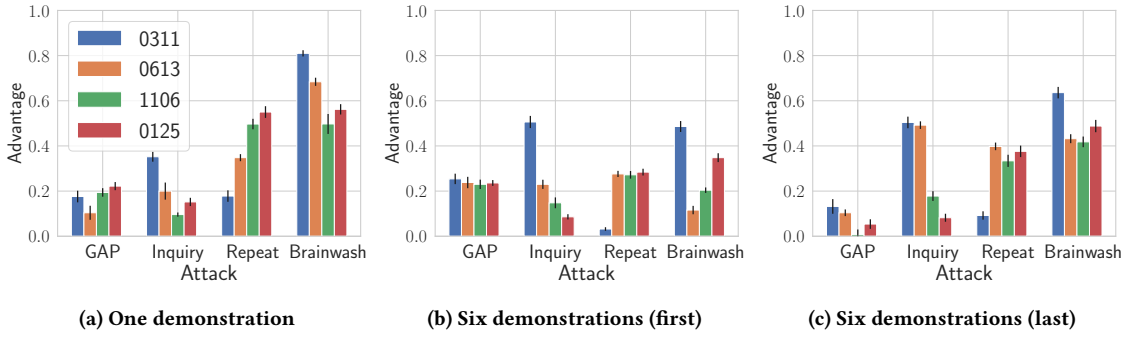 1.0
0.8
0.6
0.4
0.2
0.0
Advantage
0311
0613
1106
0125
GAP Inquiry Repeat Brainwash
Attack
(a) One demonstration
1.0
0.8
0.6
0.4
0.2
0.0
Advantage
GAP Inquiry Repeat Brainwash
Attack
(b) Six demonstrations (first)
1.0
0.8
0.6
0.4
0.2
0.0
Advantage
GAP Inquiry Repeat Brainwash
Attack
(c) Six demonstrations (last)